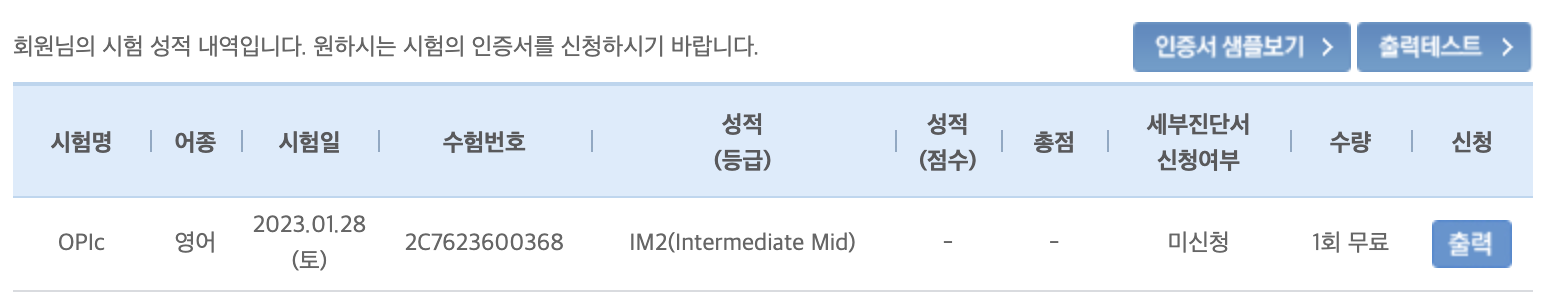 회원님의 시험 성적 내역입니다. 원하시는 시험의 인증서를 신청하시기 바랍니다.
인증서 샘플보기 >
출력테스트 >
시험명 | 어종 | 시험일 | 수험번호 | 성적 (등급) | 성적 (점수) | 총점 | 세부진단서 신청여부 | 수량 | 신청
OPIc 영어 2023.01.28 (토) 2C7623600368 IM2(Intermediate Mid) - - 미신청 1회 무료 출력